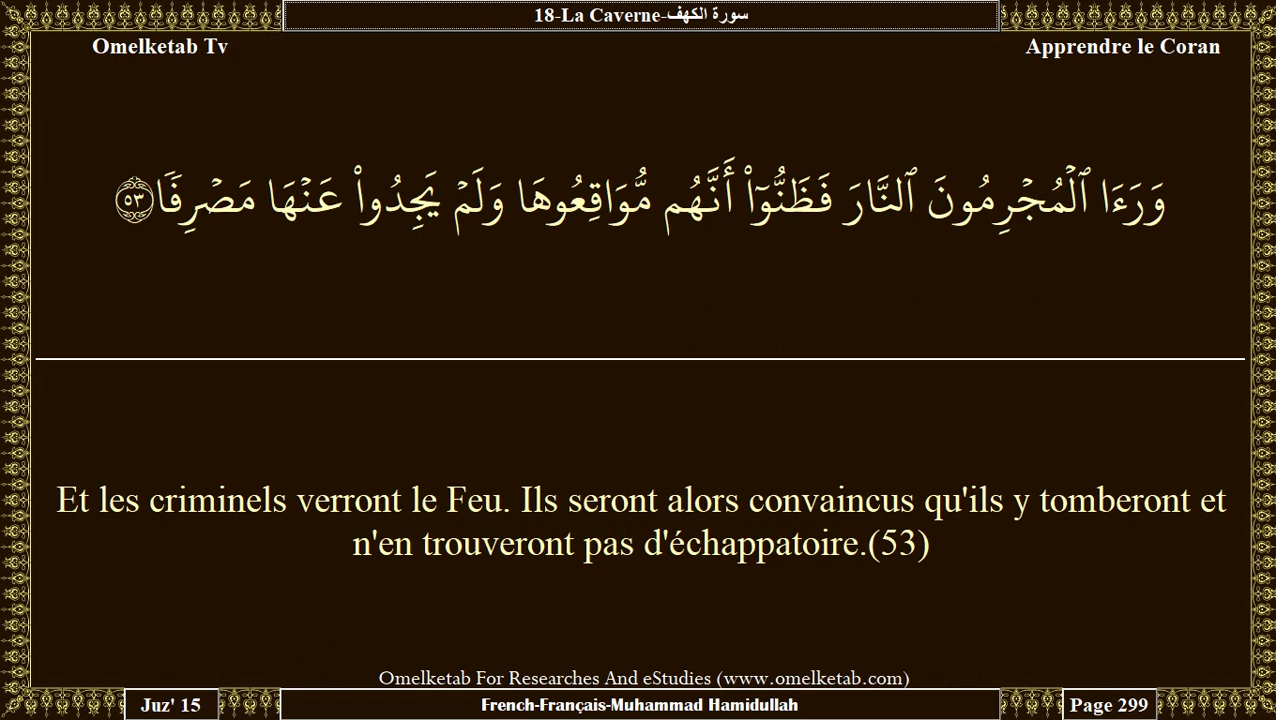 18-La Caverne-سورة الكهف
Omelketab Tv
Apprendre le Coran
وَرَءَا ٱلۡمُجۡرِمُونَ ٱلنَّارَ فَظَنُّوٓاْ أَنَّهُم مُّوَاقِعُوهَا وَلَمۡ يَجِدُواْ عَنۡهَا مَصۡرِفٗا ٥٣
Et les criminels verront le Feu. Ils seront alors convaincus qu'ils y tomberont et
n'en trouveront pas d'échappatoire.(53)
Omelketab For Researches And eStudies (www.omelketab.com)
Juz' 15
French-Français-Muhammad Hamidullah
Page 299